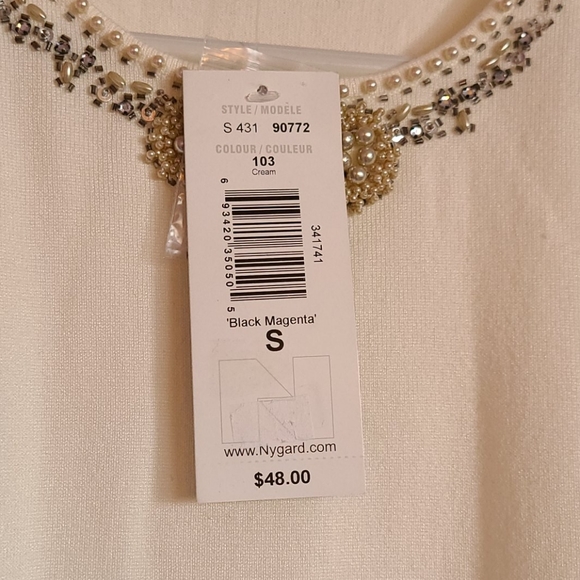 STYLE / MODÈLE
S 431 90772
COLOUR / COULEUR
103
Cream
6 93420 35050 5
341741
'Black Magenta'
S
www.Nygard.com
$48.00